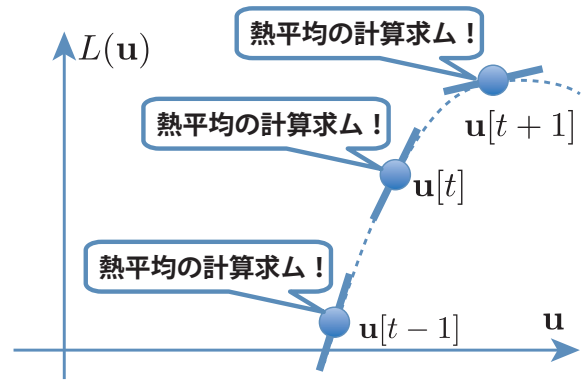 熱平均の計算求ム！
L(u)
u[t + 1]
熱平均の計算求ム！
u[t]
熱平均の計算求ム！
u[t − 1]
u